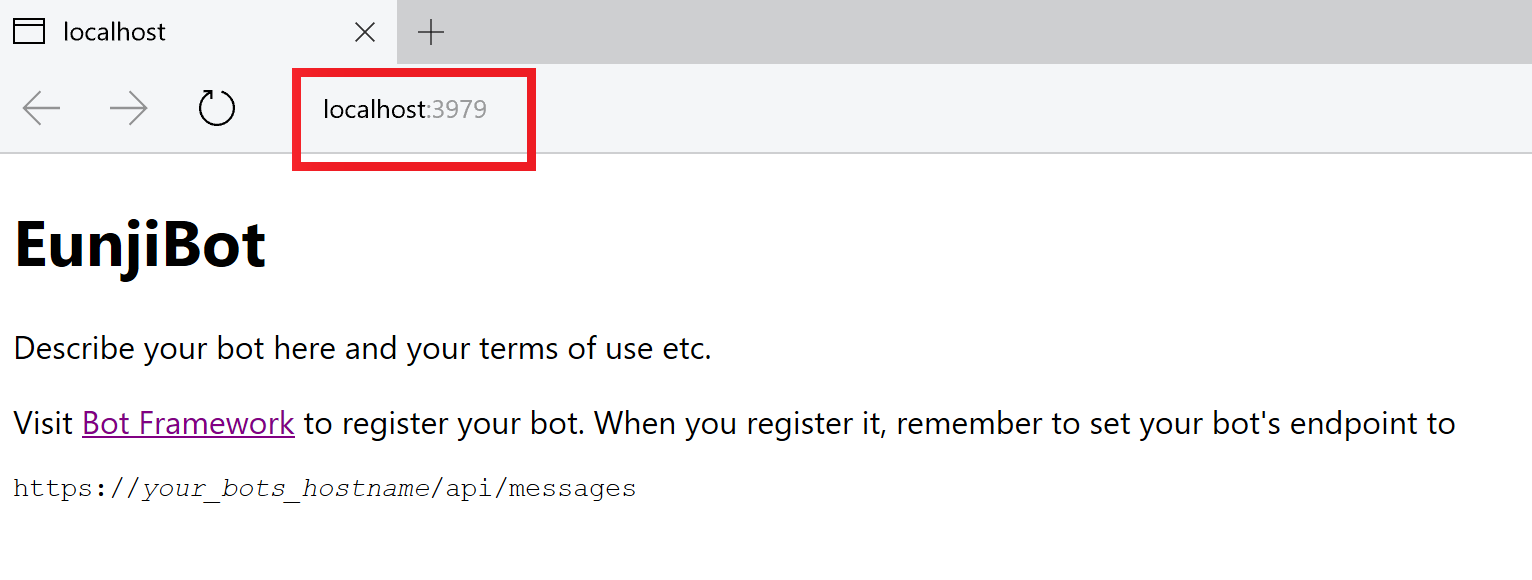 localhost
localhost:3979
EunjiBot
Describe your bot here and your terms of use etc.
Visit Bot Framework to register your bot. When you register it, remember to set your bot's endpoint to
https://your_bots_hostname/api/messages